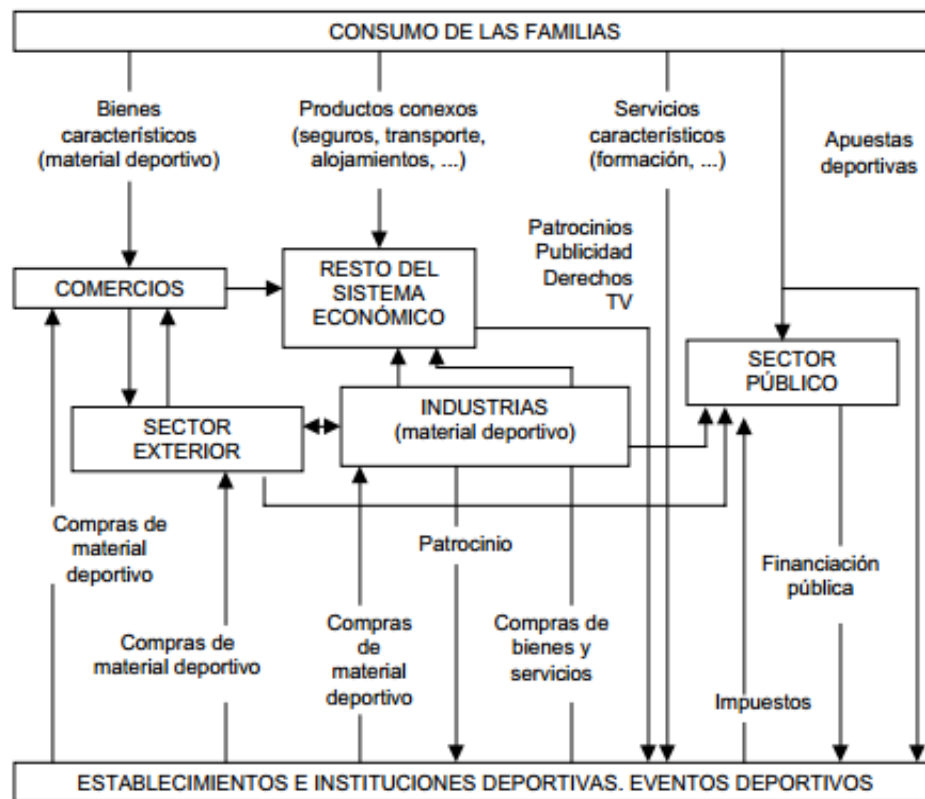 CONSUMO DE LAS FAMILIAS
Bienes
característicos
(material deportivo)
Productos conexos
(seguros, transporte,
alojamientos, ...)
Servicios
característicos
(formación, ...)
Apuestas
deportivas
Patrocinios
Publicidad
Derechos
TV
COMERCIOS
RESTO DEL
SISTEMA
ECONÓMICO
SECTOR
PÚBLICO
SECTOR
EXTERIOR
INDUSTRIAS
(material deportivo)
Compras de
material
deportivo
Patrocinio
Financiación
pública
Compras de
material deportivo
Compras
de
material
deportivo
Compras de
bienes y
servicios
Impuestos
ESTABLECIMIENTOS E INSTITUCIONES DEPORTIVAS. EVENTOS DEPORTIVOS